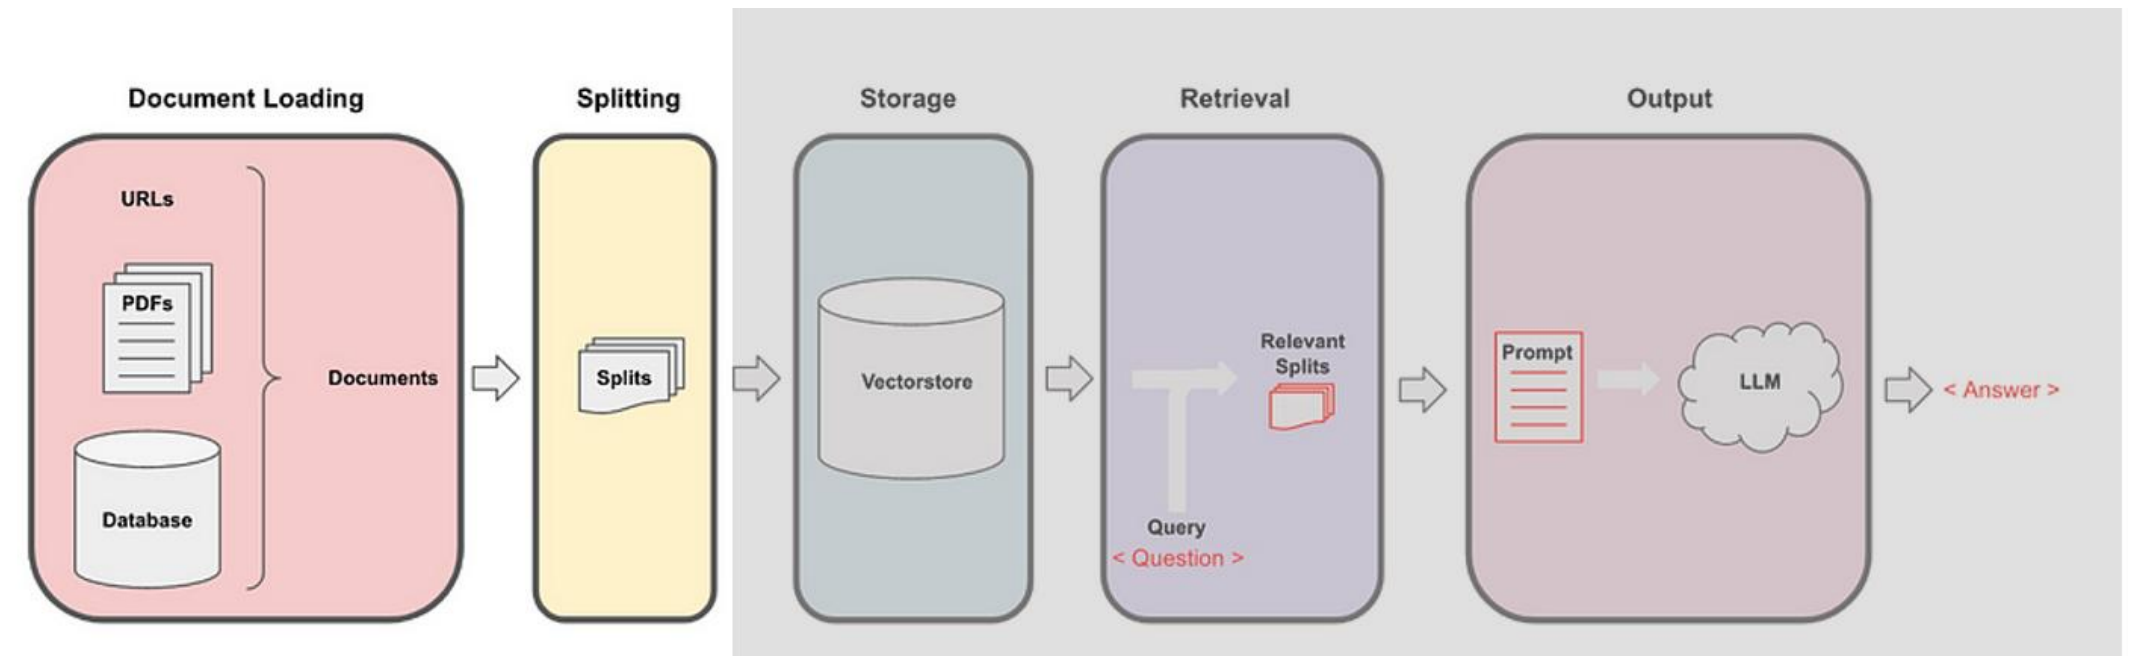 Document Loading
Splitting
Storage
Retrieval
Output
URLs
PDFs
Documents
Database
Splits
Vectorstore
Relevant
Splits
Query
< Question >
Prompt
LLM
< Answer >